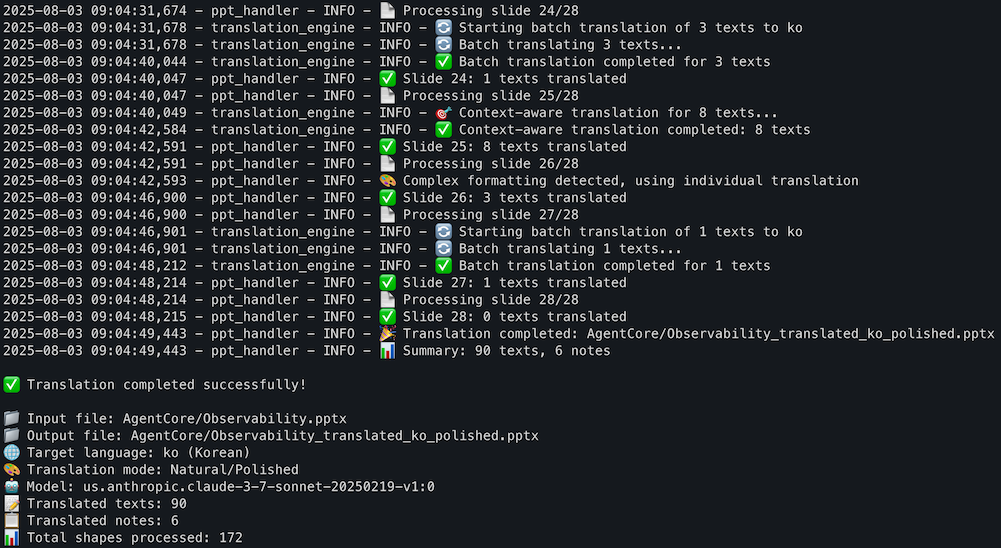 2025-08-03 09:04:31,674 - ppt_handler - INFO - 📄 Processing slide 24/28
2025-08-03 09:04:31,678 - translation_engine - INFO - 🔄 Starting batch translation of 3 texts to ko
2025-08-03 09:04:31,678 - translation_engine - INFO - 🔄 Batch translating 3 texts...
2025-08-03 09:04:40,044 - translation_engine - INFO - ✅ Batch translation completed for 3 texts
2025-08-03 09:04:40,047 - ppt_handler - INFO - ✅ Slide 24: 1 texts translated
2025-08-03 09:04:40,047 - ppt_handler - INFO - 📄 Processing slide 25/28
2025-08-03 09:04:40,049 - translation_engine - INFO - 🎯 Context-aware translation for 8 texts...
2025-08-03 09:04:42,584 - translation_engine - INFO - ✅ Context-aware translation completed: 8 texts
2025-08-03 09:04:42,591 - ppt_handler - INFO - ✅ Slide 25: 8 texts translated
2025-08-03 09:04:42,591 - ppt_handler - INFO - 📄 Processing slide 26/28
2025-08-03 09:04:42,593 - ppt_handler - INFO - 🎨 Complex formatting detected, using individual translation
2025-08-03 09:04:46,900 - ppt_handler - INFO - ✅ Slide 26: 3 texts translated
2025-08-03 09:04:46,900 - ppt_handler - INFO - 📄 Processing slide 27/28
2025-08-03 09:04:46,901 - translation_engine - INFO - 🔄 Starting batch translation of 1 texts to ko
2025-08-03 09:04:46,901 - translation_engine - INFO - 🔄 Batch translating 1 texts...
2025-08-03 09:04:48,212 - translation_engine - INFO - ✅ Batch translation completed for 1 texts
2025-08-03 09:04:48,214 - ppt_handler - INFO - ✅ Slide 27: 1 texts translated
2025-08-03 09:04:48,214 - ppt_handler - INFO - 📄 Processing slide 28/28
2025-08-03 09:04:48,215 - ppt_handler - INFO - ✅ Slide 28: 0 texts translated
2025-08-03 09:04:49,443 - ppt_handler - INFO - 🎉 Translation completed: AgentCore/Observability_translated_ko_polished.pptx
2025-08-03 09:04:49,443 - ppt_handler - INFO - 📊 Summary: 90 texts, 6 notes
✅ Translation completed successfully!
📁 Input file: AgentCore/Observability.pptx
📁 Output file: AgentCore/Observability_translated_ko_polished.pptx
🌐 Target language: ko (Korean)
🎨 Translation mode: Natural/Polished
🤖 Model: us.anthropic.claude-3-7-sonnet-20250219-v1:0
📝 Translated texts: 90
📋 Translated notes: 6
📊 Total shapes processed: 172